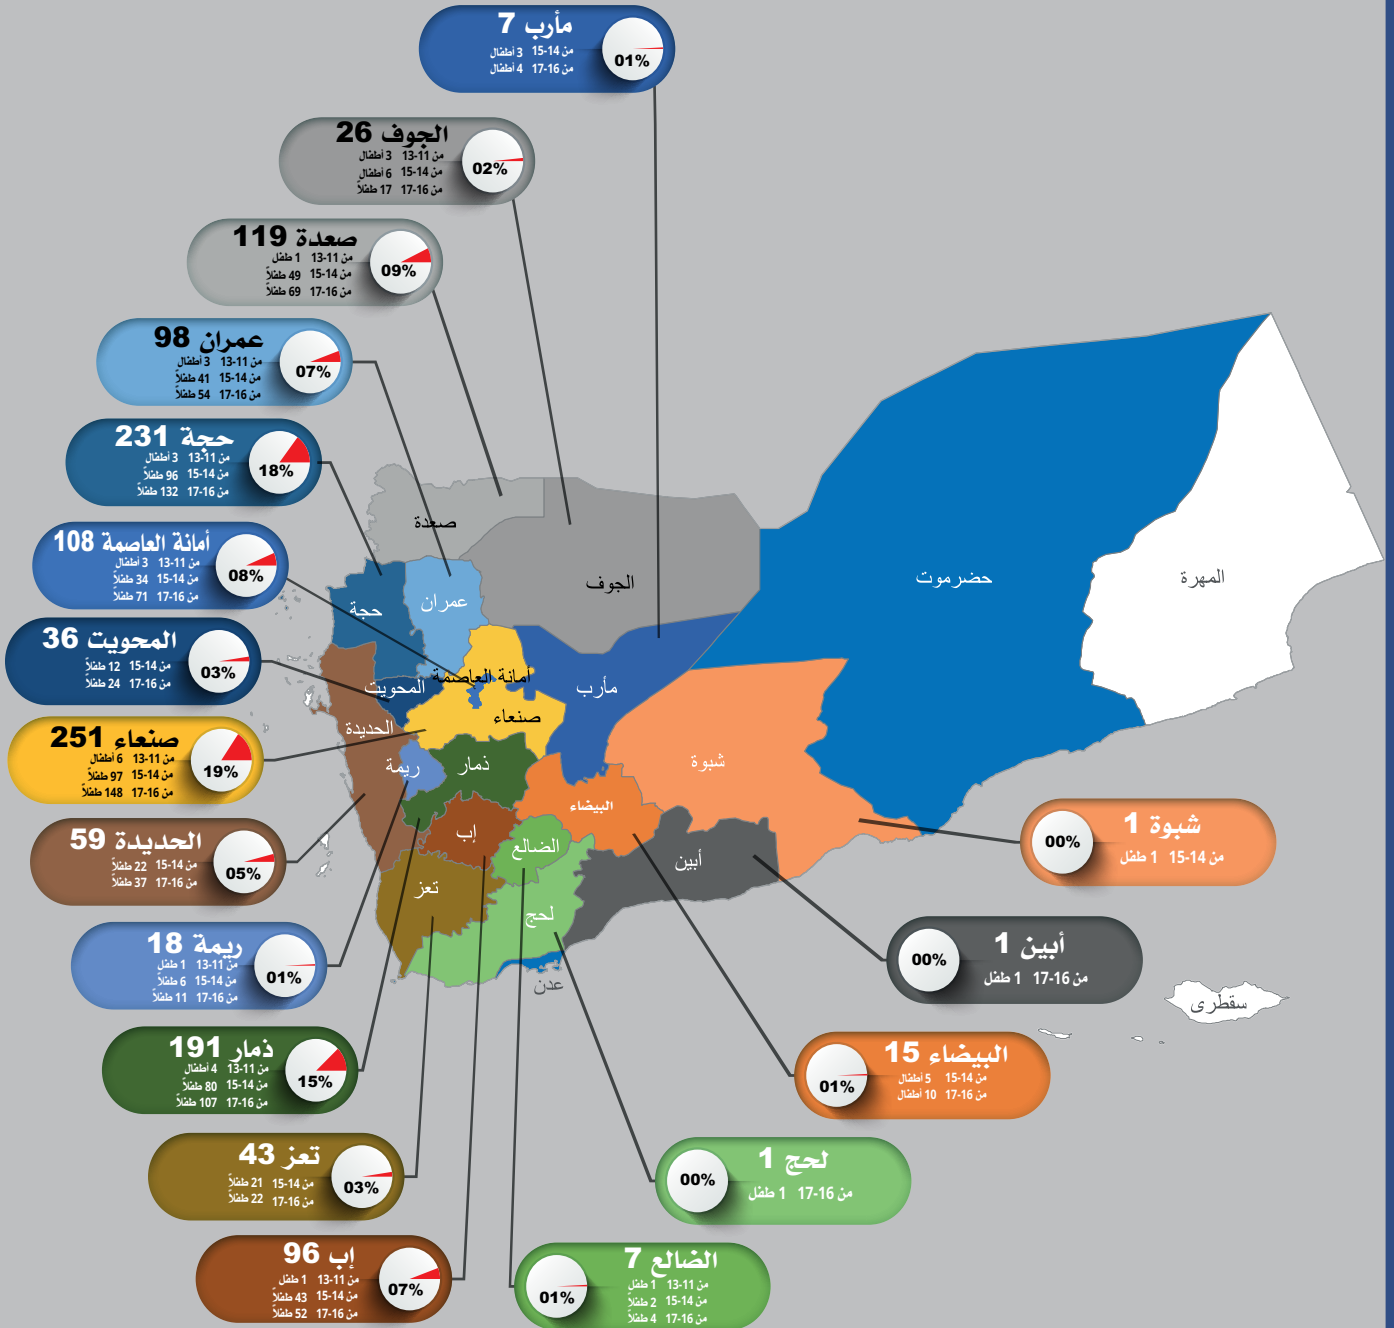 مأرب 7
من 14-15 3 أطفال
من 16-17 4 أطفال
01%
الجوف 26
من 11-13 3 أطفال
من 14-15 6 أطفال
من 16-17 17 طفلاً
02%
صعدة 119
من 11-13 1 طفل
من 14-15 49 طفلاً
من 16-17 69 طفلاً
09%
عمران 98
من 11-13 3 أطفال
من 14-15 41 طفلاً
من 16-17 54 طفلاً
07%
حجة 231
من 11-13 3 أطفال
من 14-15 96 طفلاً
من 16-17 132 طفلاً
18%
أمانة العاصمة 108
من 11-13 3 أطفال
من 14-15 34 طفلاً
من 16-17 71 طفلاً
08%
المحويت 36
من 14-15 12 طفلاً
من 16-17 24 طفلاً
03%
صنعاء 251
من 11-13 6 أطفال
من 14-15 97 طفلاً
من 16-17 148 طفلاً
19%
الحديدة 59
من 14-15 22 طفلاً
من 16-17 37 طفلاً
05%
ريمة 18
من 11-13 1 طفل
من 14-15 6 طفلاً
من 16-17 11 طفلاً
01%
ذمار 191
من 11-13 4 أطفال
من 14-15 80 طفلاً
من 16-17 107 طفلاً
15%
تعز 43
من 14-15 21 طفلاً
من 16-17 22 طفلاً
03%
إب 96
من 11-13 1 طفل
من 14-15 43 طفلاً
من 16-17 52 طفلاً
07%
الضالع 7
من 11-13 1 طفل
من 14-15 2 طفلاً
من 16-17 4 طفلاً
01%
لحج 1
من 16-17 1 طفل
00%
البيضاء 15
من 14-15 5 أطفال
من 16-17 10 أطفال
01%
أبين 1
من 16-17 1 طفل
00%
شبوة 1
من 14-15 1 طفل
00%
صعدة
الجوف
حضرموت
المهرة
حجة
عمران
أمانة العاصمة
المحويت
مأرب
صنعاء
الحديدة
شبوة
ريمة
ذمار
البيضاء
إب
الضالع
أبين
تعز
لحج
عدن
سقطرى